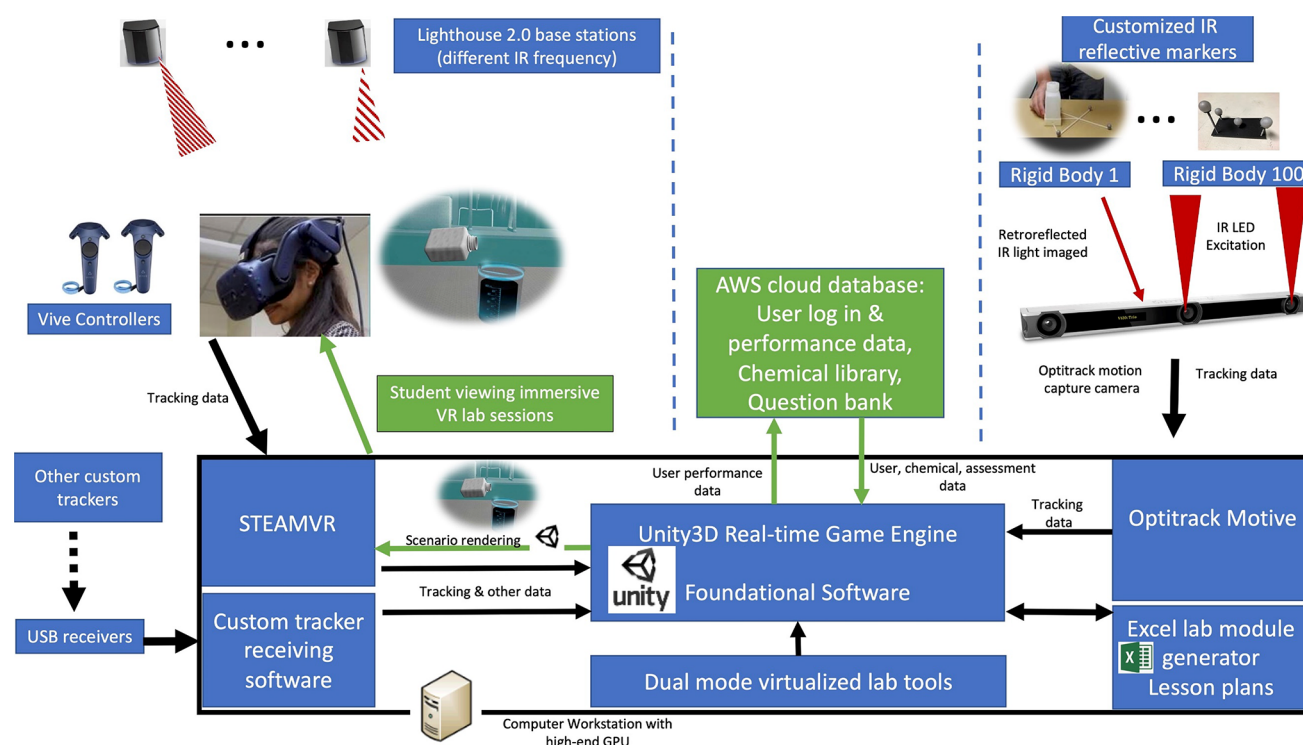 Lighthouse 2.0 base stations
(different IR frequency)
Customized IR
reflective markers
Rigid Body 1
Rigid Body 100
Retroreflected
IR light imaged
IR LED
Excitation
Vive Controllers
Tracking data
Student viewing immersive
VR lab sessions
AWS cloud database:
User log in &
performance data,
Chemical library,
Question bank
Optitrack motion
capture camera
Tracking data
Other custom
trackers
USB receivers
STEAMVR
Custom tracker
receiving
software
Scenario rendering
Tracking & other data
User performance
data
User, chemical, assessment
data
Unity3D Real-time Game Engine
unity
Foundational Software
Dual mode virtualized lab tools
Tracking
data
Optitrack Motive
Excel lab module
generator
Lesson plans
Computer Workstation with
high-end GPU